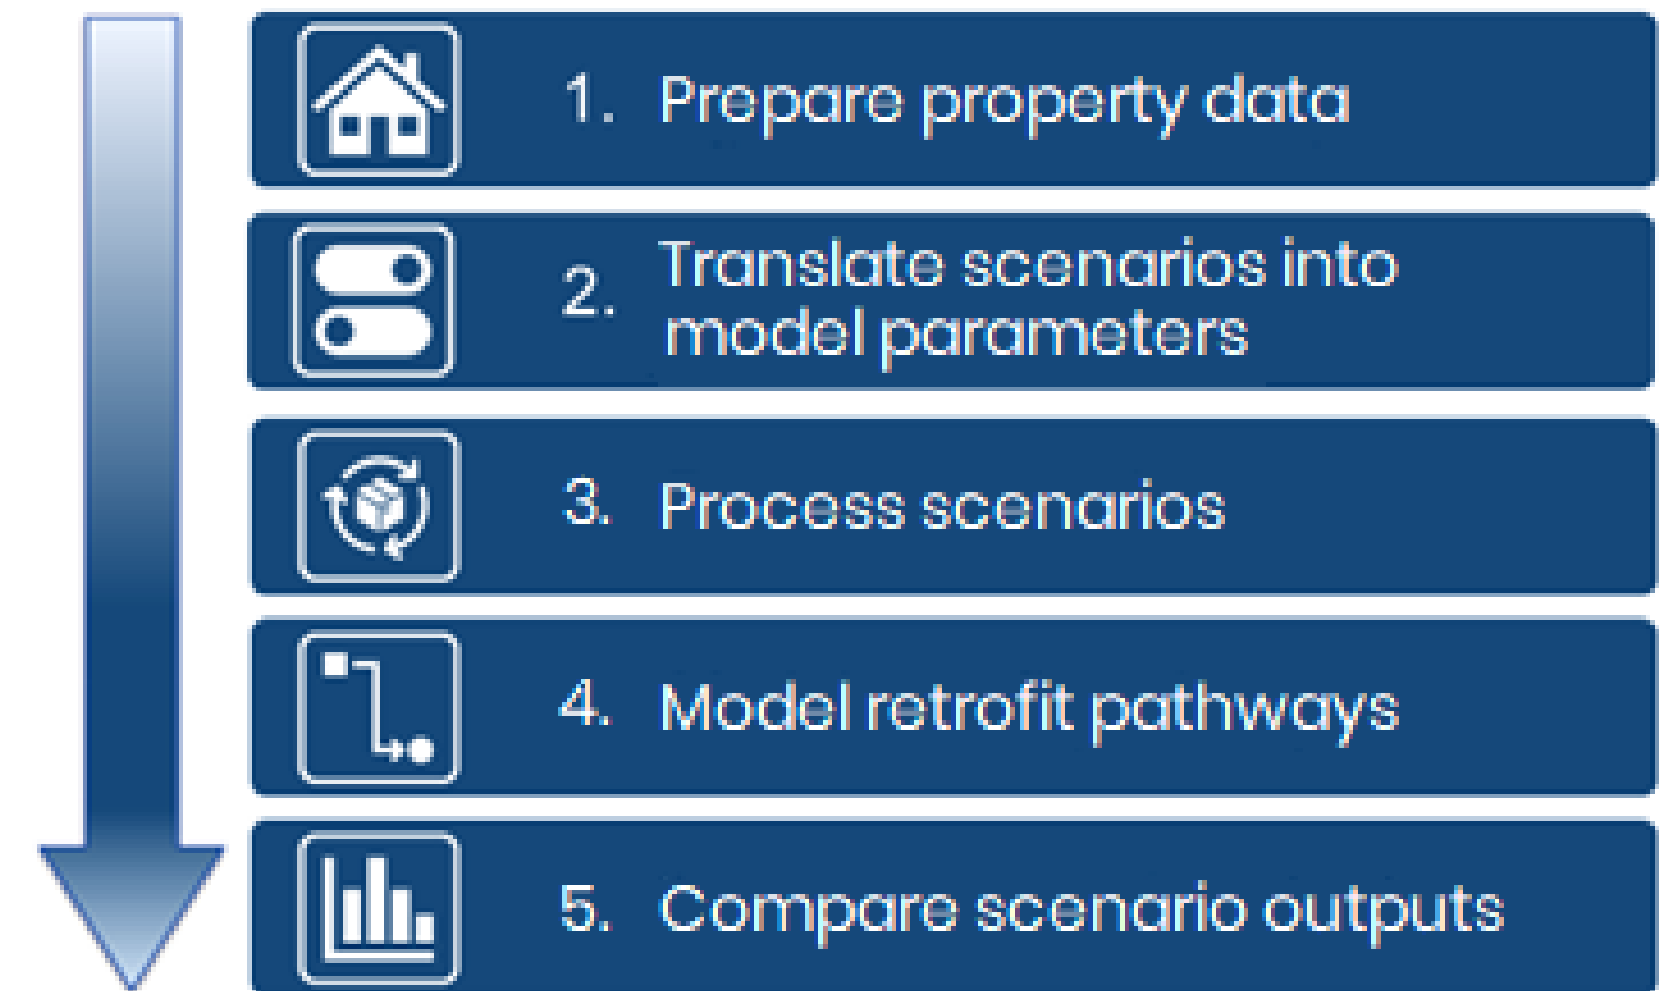 1. Prepare property data
2. Translate scenarios into
model parameters
3. Process scenarios
4. Model retrofit pathways
5. Compare scenario outputs